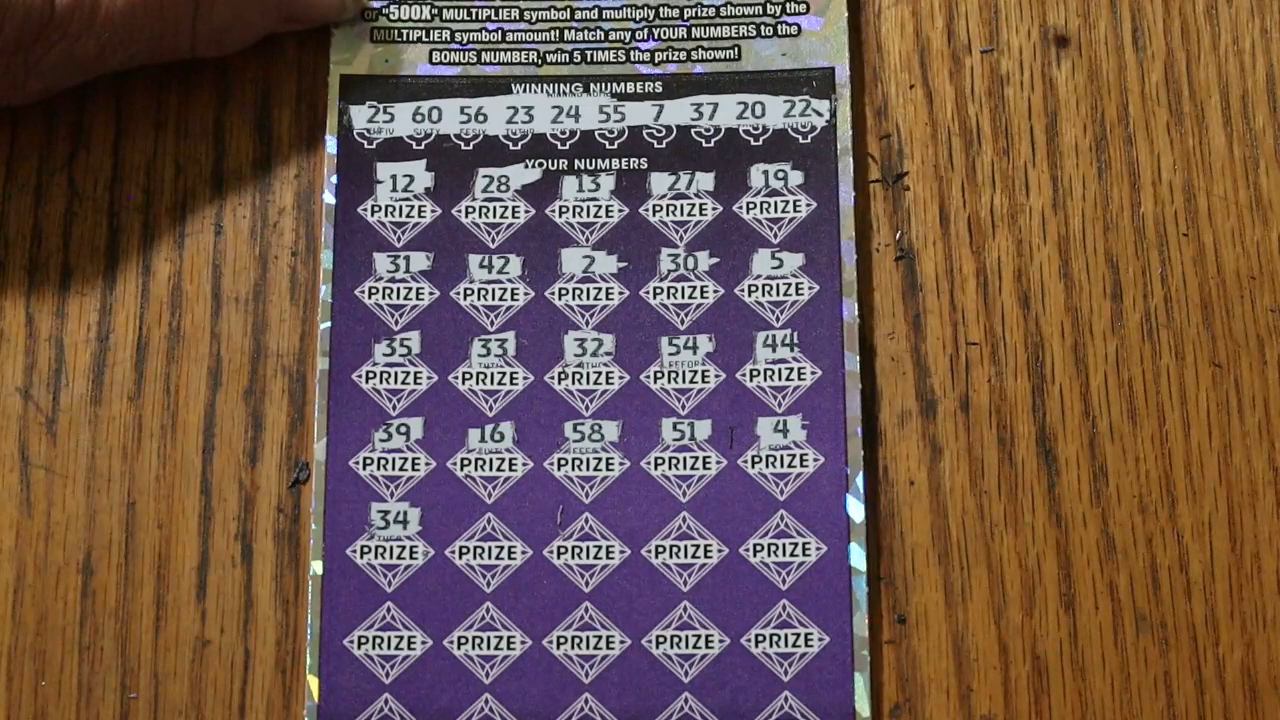 or "500X" MULTIPLIER symbol and multiply the prize shown by the
MULTIPLIER symbol amount! Match any of YOUR NUMBERS to the
BONUS NUMBER, win 5 TIMES the prize shown!
WINNING NUMBERS
25 60 56 23 24 55 7 37 20 22
YOUR NUMBERS
12 28 13 27 19
PRIZE PRIZE PRIZE PRIZE PRIZE
31 42 2 30 5
PRIZE PRIZE PRIZE PRIZE PRIZE
35 33 32 54 44
PRIZE PRIZE PRIZE PRIZE PRIZE
39 16 58 51 4
PRIZE PRIZE PRIZE PRIZE PRIZE
34
PRIZE PRIZE PRIZE PRIZE PRIZE
PRIZE PRIZE PRIZE PRIZE PRIZE